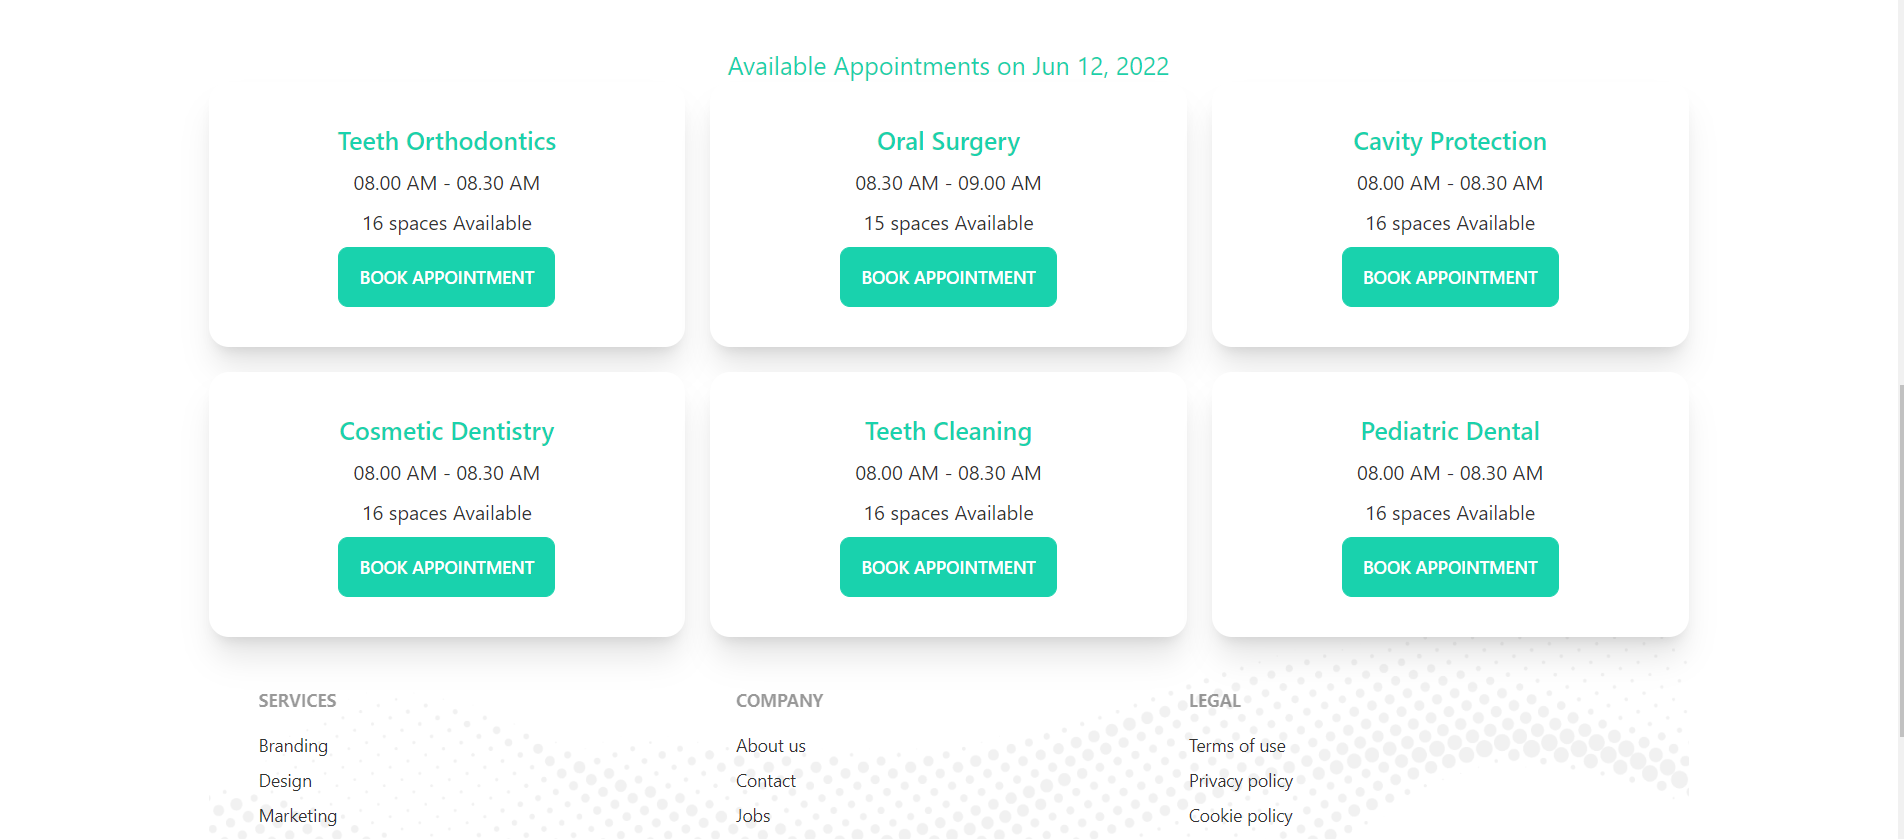 Available Appointments on Jun 12, 2022
Teeth Orthodontics
08.00 AM - 08.30 AM
16 spaces Available
BOOK APPOINTMENT
Oral Surgery
08.30 AM - 09.00 AM
15 spaces Available
BOOK APPOINTMENT
Cavity Protection
08.00 AM - 08.30 AM
16 spaces Available
BOOK APPOINTMENT
Cosmetic Dentistry
08.00 AM - 08.30 AM
16 spaces Available
BOOK APPOINTMENT
Teeth Cleaning
08.00 AM - 08.30 AM
16 spaces Available
BOOK APPOINTMENT
Pediatric Dental
08.00 AM - 08.30 AM
16 spaces Available
BOOK APPOINTMENT
SERVICES
Branding
Design
Marketing
COMPANY
About us
Contact
Jobs
LEGAL
Terms of use
Privacy policy
Cookie policy